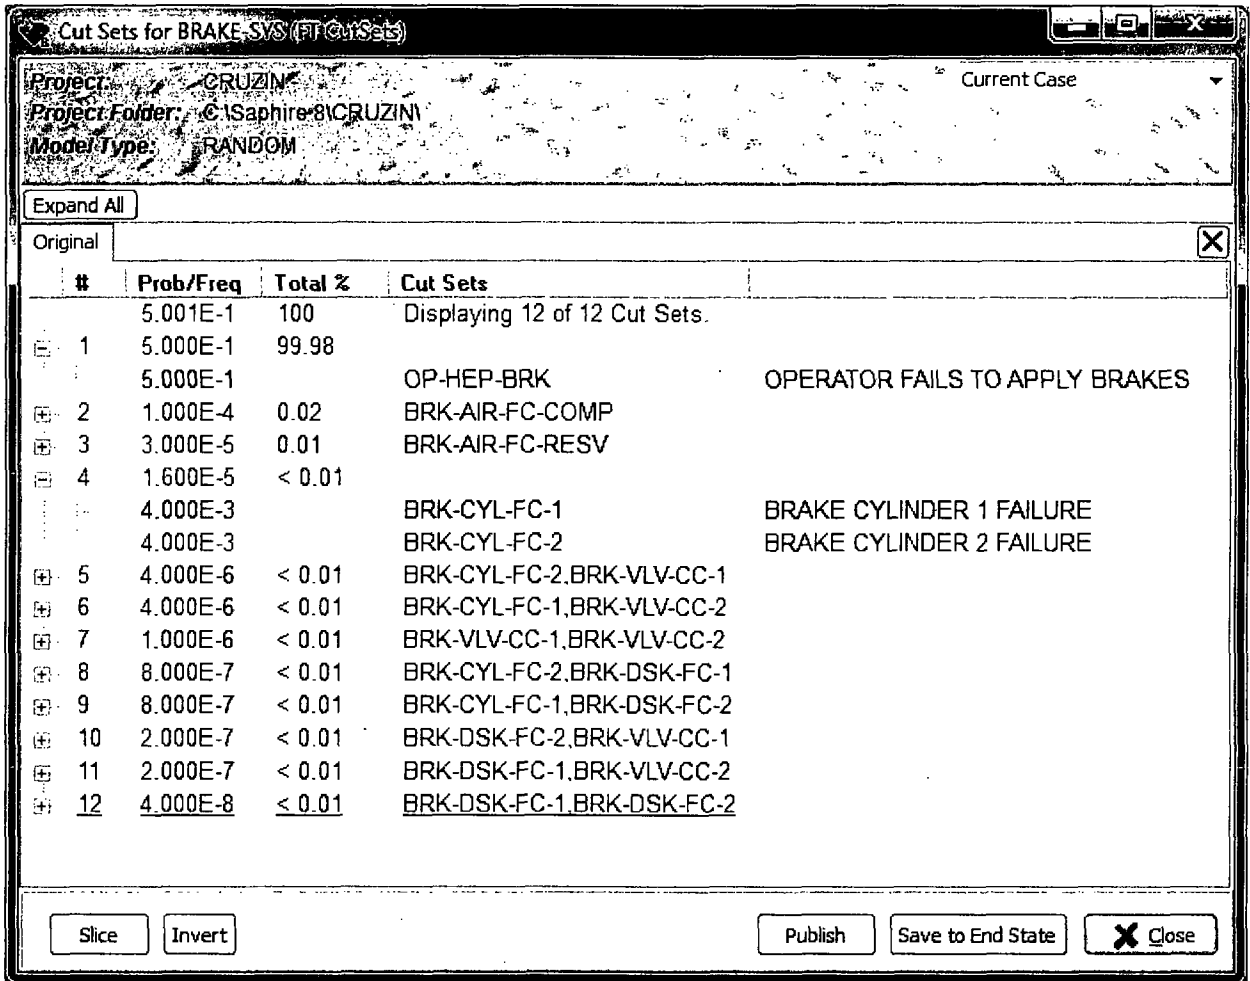 Cut Sets for BRAKE-SYS (FT CutSets)
Project: CRUZIN Current Case
Project Folder: C:\Saphire 8\CRUZIN\
Model Type: RANDOM
Expand All
Original
# Prob/Freq Total % Cut Sets
5.001E-1 100 Displaying 12 of 12 Cut Sets.
1 5.000E-1 99.98
5.000E-1 OP-HEP-BRK OPERATOR FAILS TO APPLY BRAKES
2 1.000E-4 0.02 BRK-AIR-FC-COMP
3 3.000E-5 0.01 BRK-AIR-FC-RESV
4 1.600E-5 < 0.01
4.000E-3 BRK-CYL-FC-1 BRAKE CYLINDER 1 FAILURE
4.000E-3 BRK-CYL-FC-2 BRAKE CYLINDER 2 FAILURE
5 4.000E-6 < 0.01 BRK-CYL-FC-2,BRK-VLV-CC-1
6 4.000E-6 < 0.01 BRK-CYL-FC-1,BRK-VLV-CC-2
7 1.000E-6 < 0.01 BRK-VLV-CC-1,BRK-VLV-CC-2
8 8.000E-7 < 0.01 BRK-CYL-FC-2,BRK-DSK-FC-1
9 8.000E-7 < 0.01 BRK-CYL-FC-1,BRK-DSK-FC-2
10 2.000E-7 < 0.01 BRK-DSK-FC-2,BRK-VLV-CC-1
11 2.000E-7 < 0.01 BRK-DSK-FC-1,BRK-VLV-CC-2
12 4.000E-8 < 0.01 BRK-DSK-FC-1,BRK-DSK-FC-2
Slice Invert Publish Save to End State Close